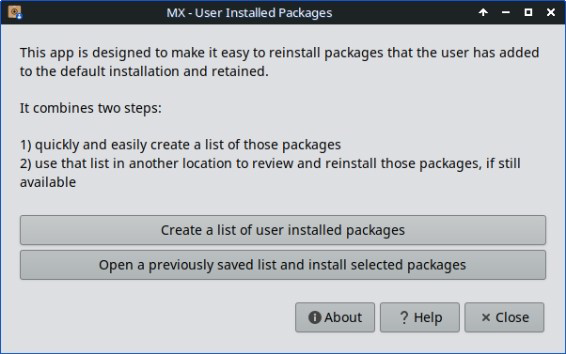 MX - User Installed Packages
This app is designed to make it easy to reinstall packages that the user has added
to the default installation and retained.
It combines two steps:
1) quickly and easily create a list of those packages
2) use that list in another location to review and reinstall those packages, if still
available
Create a list of user installed packages
Open a previously saved list and install selected packages
About
Help
Close